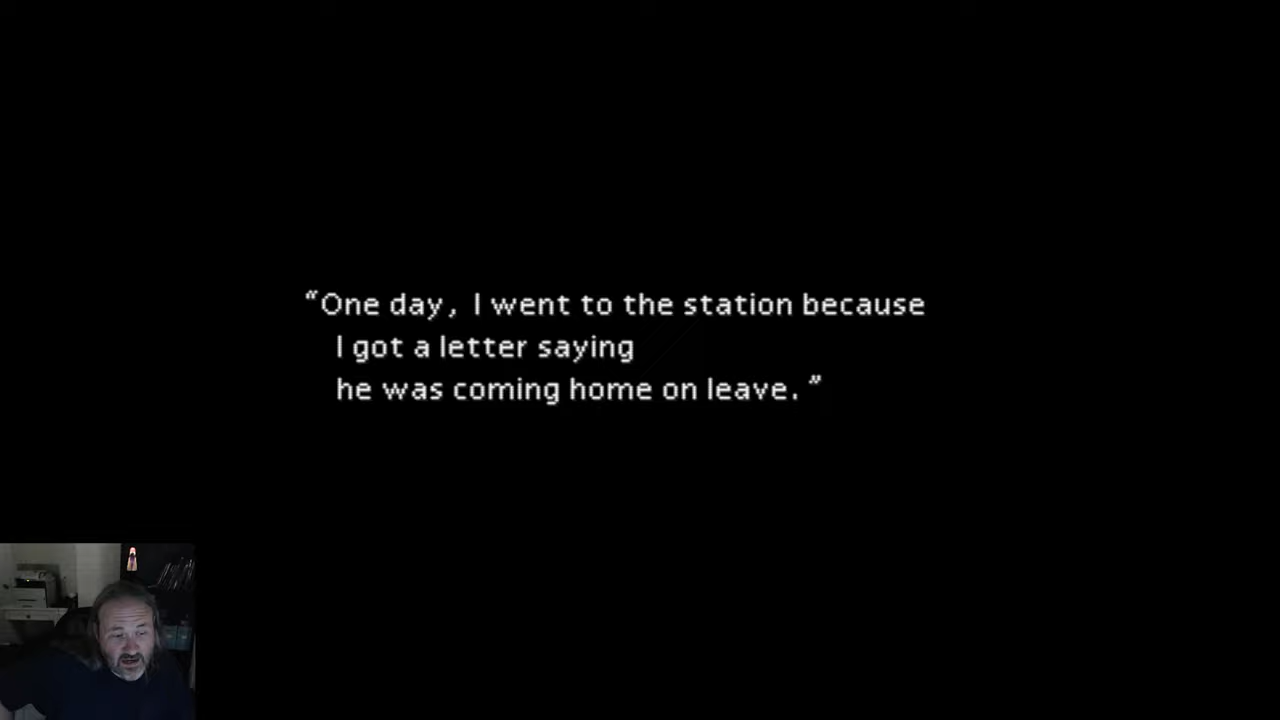 “One day, I went to the station because
I got a letter saying
he was coming home on leave.”